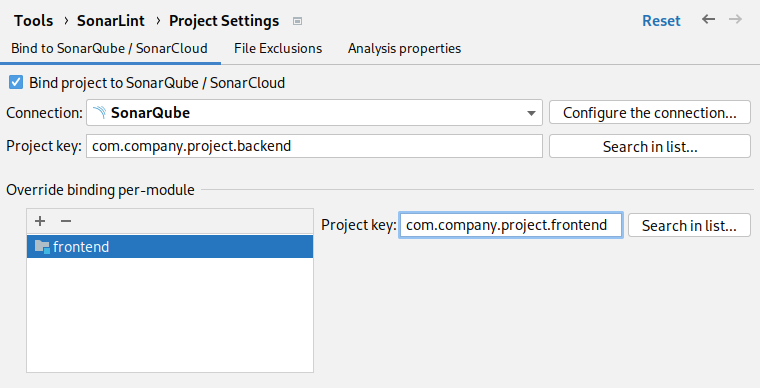 Tools › SonarLint › Project Settings
Reset
Bind to SonarQube / SonarCloud File Exclusions Analysis properties
Bind project to SonarQube / SonarCloud
Connection: SonarQube Configure the connection...
Project key: com.company.project.backend Search in list...
Override binding per-module
Project key: com.company.project.frontend Search in list...
frontend